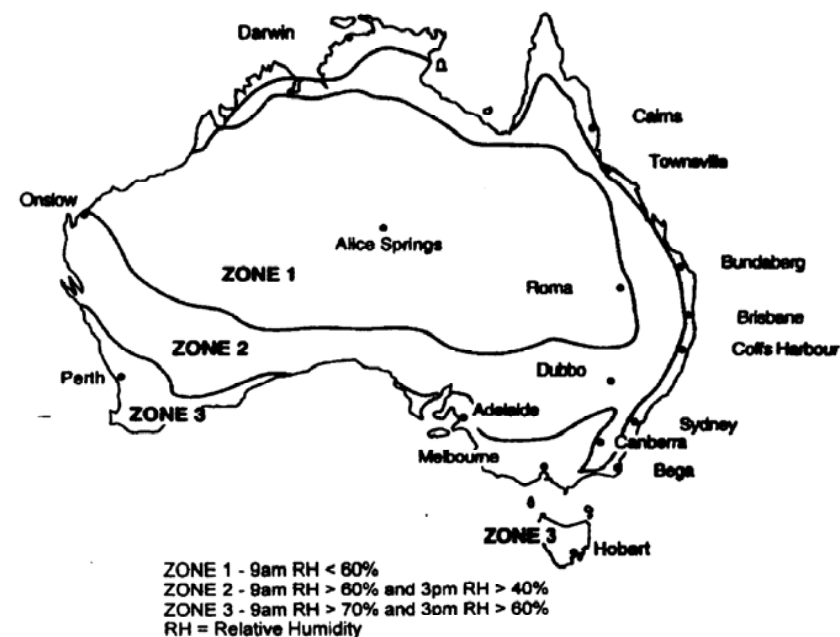 Darwin
Cairns
Townsville
Onslow
Alice Springs
ZONE 1
Roma
Bundaberg
Brisbane
Coffs Harbour
ZONE 2
Dubbo
Perth
ZONE 3
Adelaide
Sydney
Canberra
Melbourne
Bega
ZONE 3
Hobart
ZONE 1 - 9am RH < 60%
ZONE 2 - 9am RH > 60% and 3pm RH > 40%
ZONE 3 - 9am RH > 70% and 3pm RH > 60%
RH = Relative Humidity